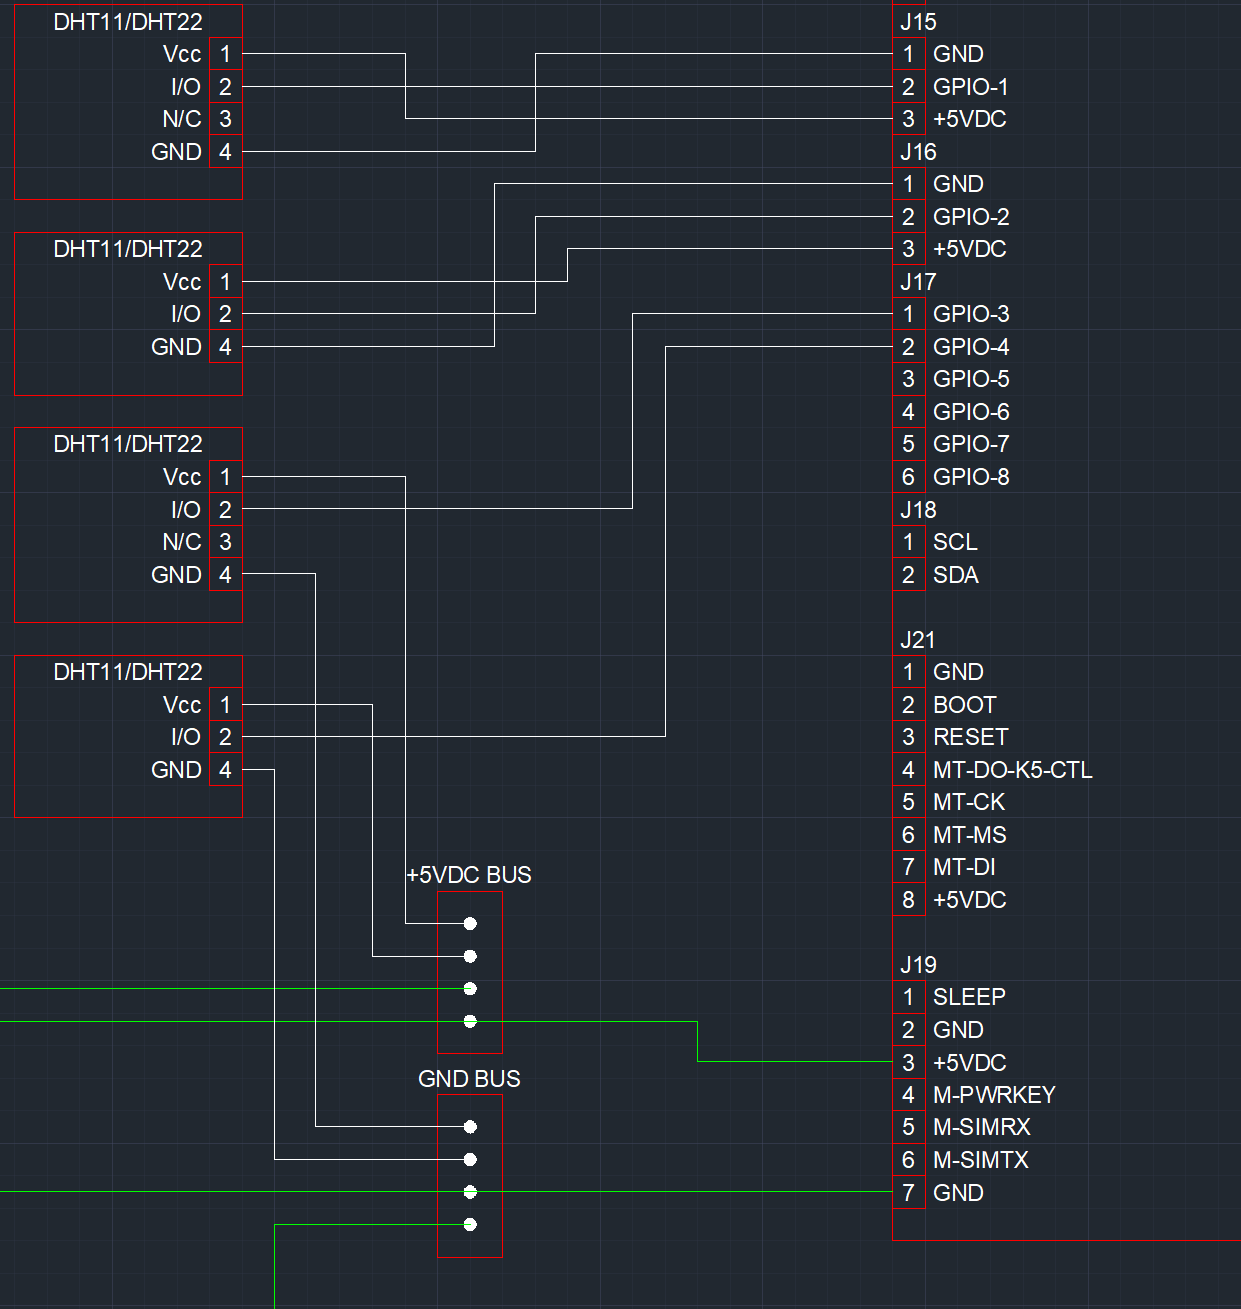 DHT11/DHT22
Vcc 1
I/O 2
N/C 3
GND 4
DHT11/DHT22
Vcc 1
I/O 2
GND 4
DHT11/DHT22
Vcc 1
I/O 2
N/C 3
GND 4
DHT11/DHT22
Vcc 1
I/O 2
GND 4
+5VDC BUS
GND BUS
J15
1 GND
2 GPIO-1
3 +5VDC
J16
1 GND
2 GPIO-2
3 +5VDC
J17
1 GPIO-3
2 GPIO-4
3 GPIO-5
4 GPIO-6
5 GPIO-7
6 GPIO-8
J18
1 SCL
2 SDA
J21
1 GND
2 BOOT
3 RESET
4 MT-DO-K5-CTL
5 MT-CK
6 MT-MS
7 MT-DI
8 +5VDC
J19
1 SLEEP
2 GND
3 +5VDC
4 M-PWRKEY
5 M-SIMRX
6 M-SIMTX
7 GND